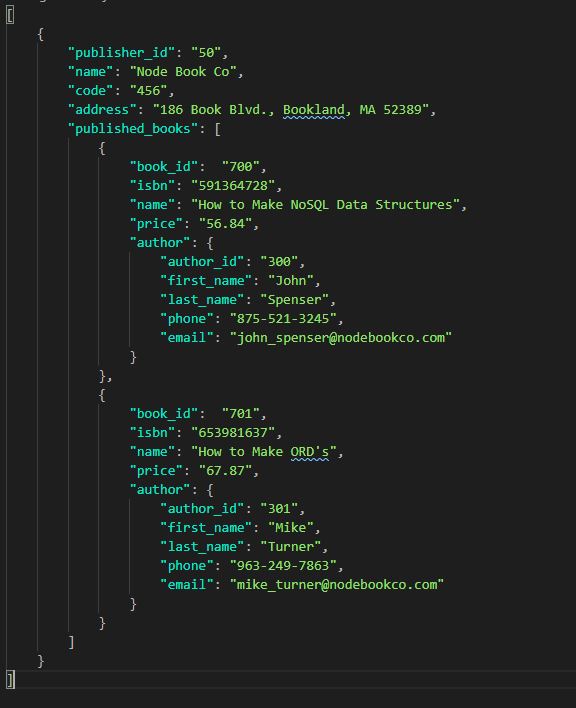 [
    {
        "publisher_id": "50",
        "name": "Node Book Co",
        "code": "456",
        "address": "186 Book Blvd., Bookland, MA 52389",
        "published_books": [
            {
                "book_id":  "700",
                "isbn": "591364728",
                "name": "How to Make NoSQL Data Structures",
                "price": "56.84",
                "author": {
                    "author_id": "300",
                    "first_name": "John",
                    "last_name": "Spenser",
                    "phone": "875-521-3245",
                    "email": "john_spenser@nodebookco.com"
                }
            },
            {
                "book_id":  "701",
                "isbn": "653981637",
                "name": "How to Make ORD's",
                "price": "67.87",
                "author": {
                    "author_id": "301",
                    "first_name": "Mike",
                    "last_name": "Turner",
                    "phone": "963-249-7863",
                    "email": "mike_turner@nodebookco.com"
                }
            }
        ]
    }
]